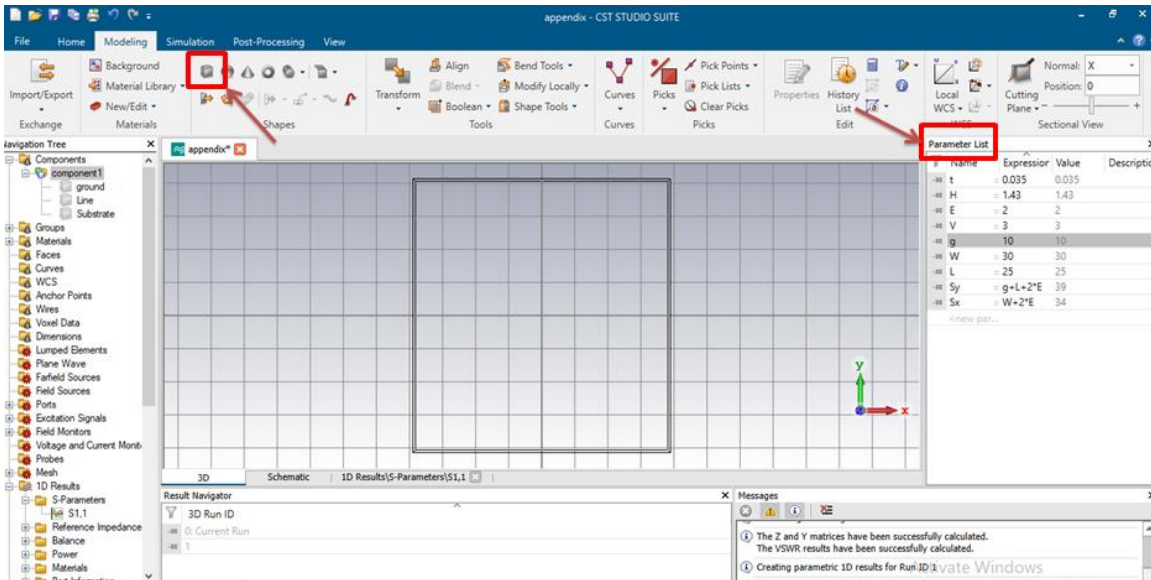 appendix - CST STUDIO SUITE
File Home Modeling Simulation Post-Processing View
Import/Export
Exchange
Background
Material Library
New/Edit
Materials
Shapes
Transform
Align
Blend
Boolean
Bend Tools
Modify Locally
Shape Tools
Tools
Curves
Curves
Picks
Pick Points
Pick Lists
Clear Picks
Picks
Properties
History
List
Edit
Local
WCS
WCS
Cutting
Plane
Normal: X
Position: 0
Sectional View
Navigation Tree
Components
component1
ground
Line
Substrate
Groups
Materials
Faces
Curves
WCS
Anchor Points
Wires
Voxel Data
Dimensions
Lumped Elements
Plane Wave
Farfield Sources
Field Sources
Ports
Excitation Signals
Field Monitors
Voltage and Current Monit
Probes
Mesh
1D Results
S-Parameters
S1,1
Reference Impedance
Balance
Power
Materials
appendix*
y
x
3D Schematic 1D Results\S-Parameters\S1,1
Parameter List
Name Expression Value Descriptic
t = 0.035 0.035
H = 1.43 1.43
E = 2 2
V = 3 3
g 10 10
W = 30 30
L = 25 25
Sy = g+L+2*E 39
Sx = W+2*E 34
<new par...
Result Navigator
3D Run ID
0: Current Run
1
Messages
The Z and Y matrices have been successfully calculated.
The VSWR results have been successfully calculated.
Creating parametric 1D results for Run ID 1
Activate Windows